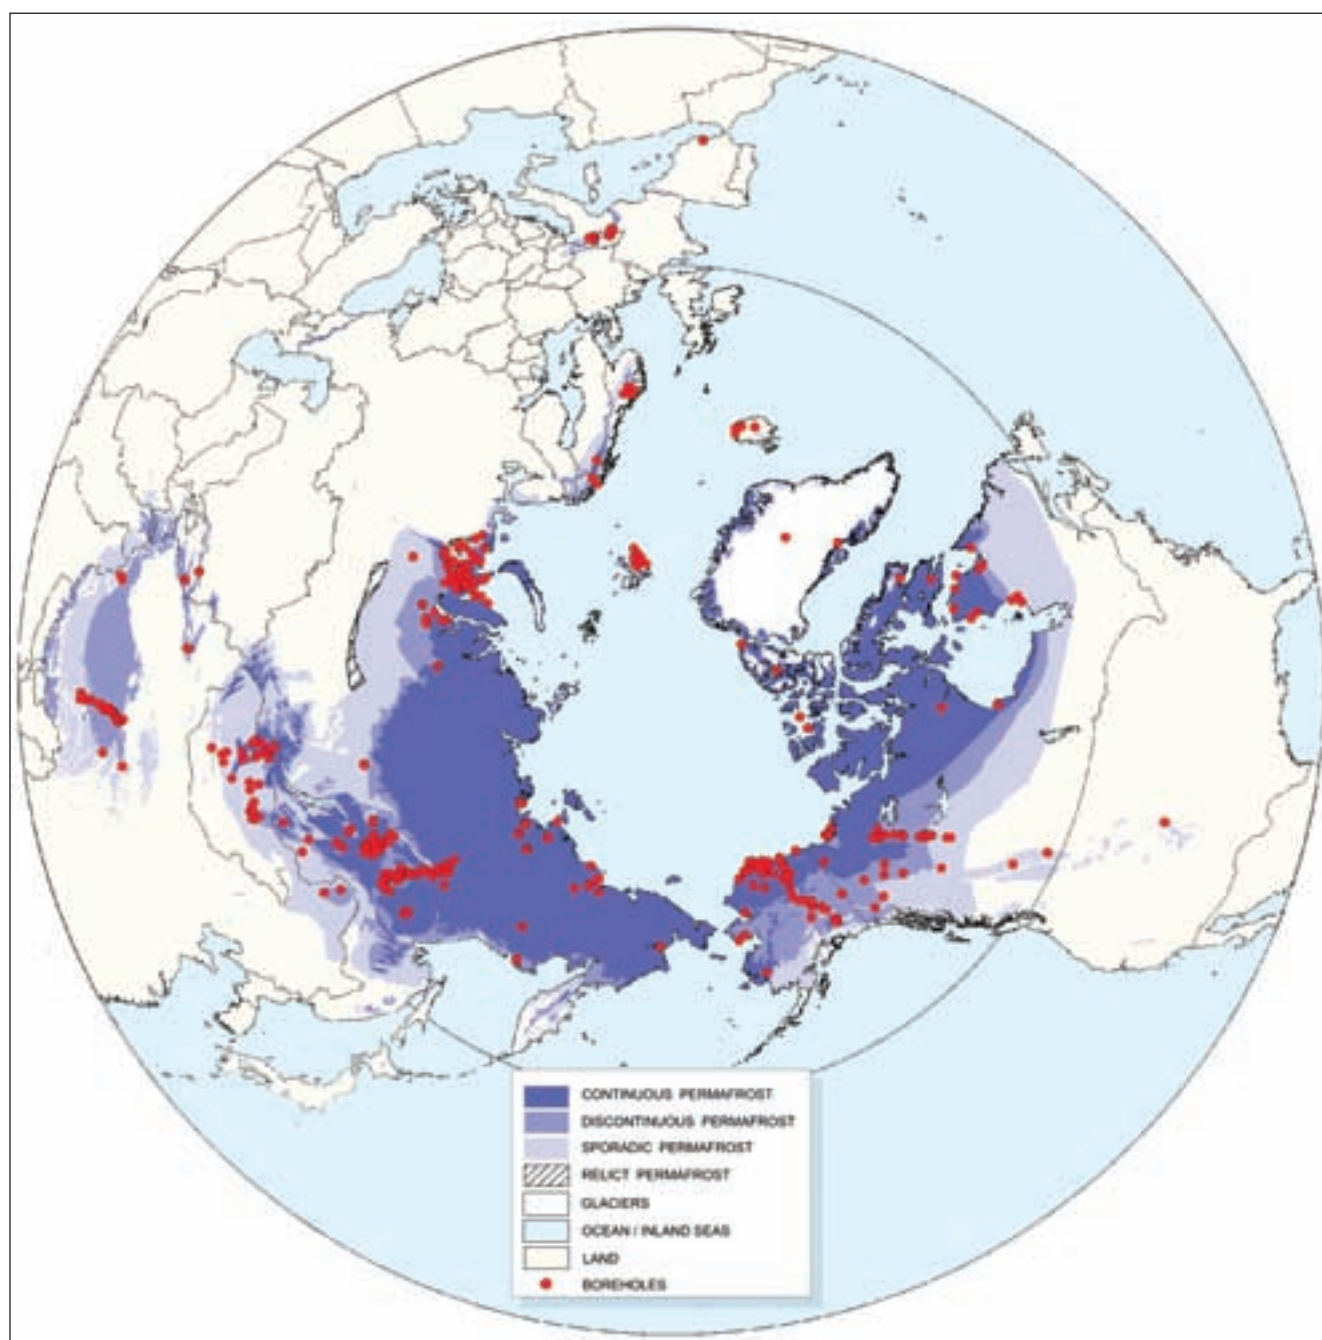 CONTINUOUS PERMAFROST
DISCONTINUOUS PERMAFROST
SPORADIC PERMAFROST
RELICT PERMAFROST
GLACIERS
OCEAN / INLAND SEAS
LAND
BOREHOLES